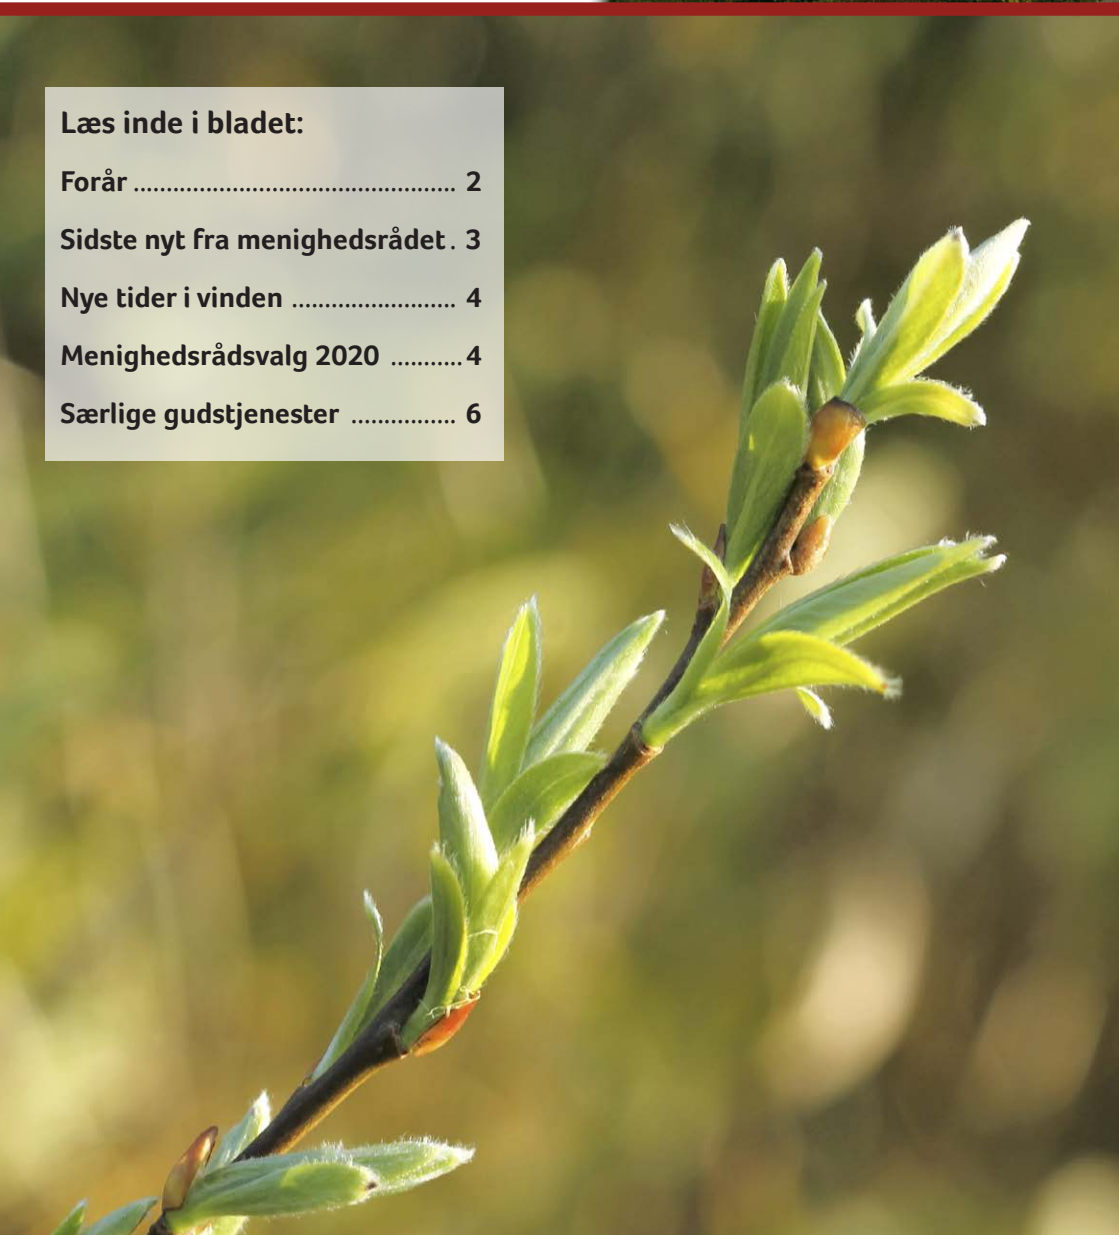 Læs inde i bladet:
Forår ................................................. 2
Sidste nyt fra menighedsrådet . 3
Nye tider i vinden ......................... 4
Menighedsrådsvalg 2020 ........... 4
Særlige gudstjenester ................ 6